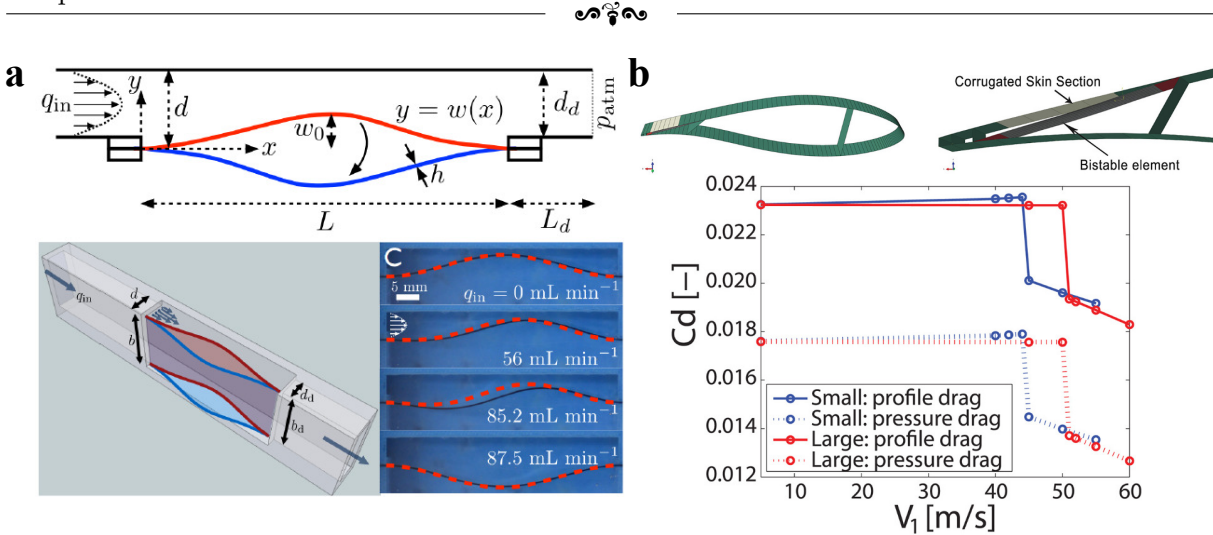 a
q_in
y
d
w_0
y = w(x)
d_d
p_atm
x
h
L
L_d
q_in
d
b
d_d
b_d
C
5 mm
q_in = 0 mL min⁻¹
56 mL min⁻¹
85.2 mL min⁻¹
87.5 mL min⁻¹
b
Corrugated Skin Section
Bistable element
0.024
0.022
0.020
0.018
0.016
0.014
0.012
Cd [–]
Small: profile drag
Small: pressure drag
Large: profile drag
Large: pressure drag
10
20
30
40
50
60
V₁ [m/s]